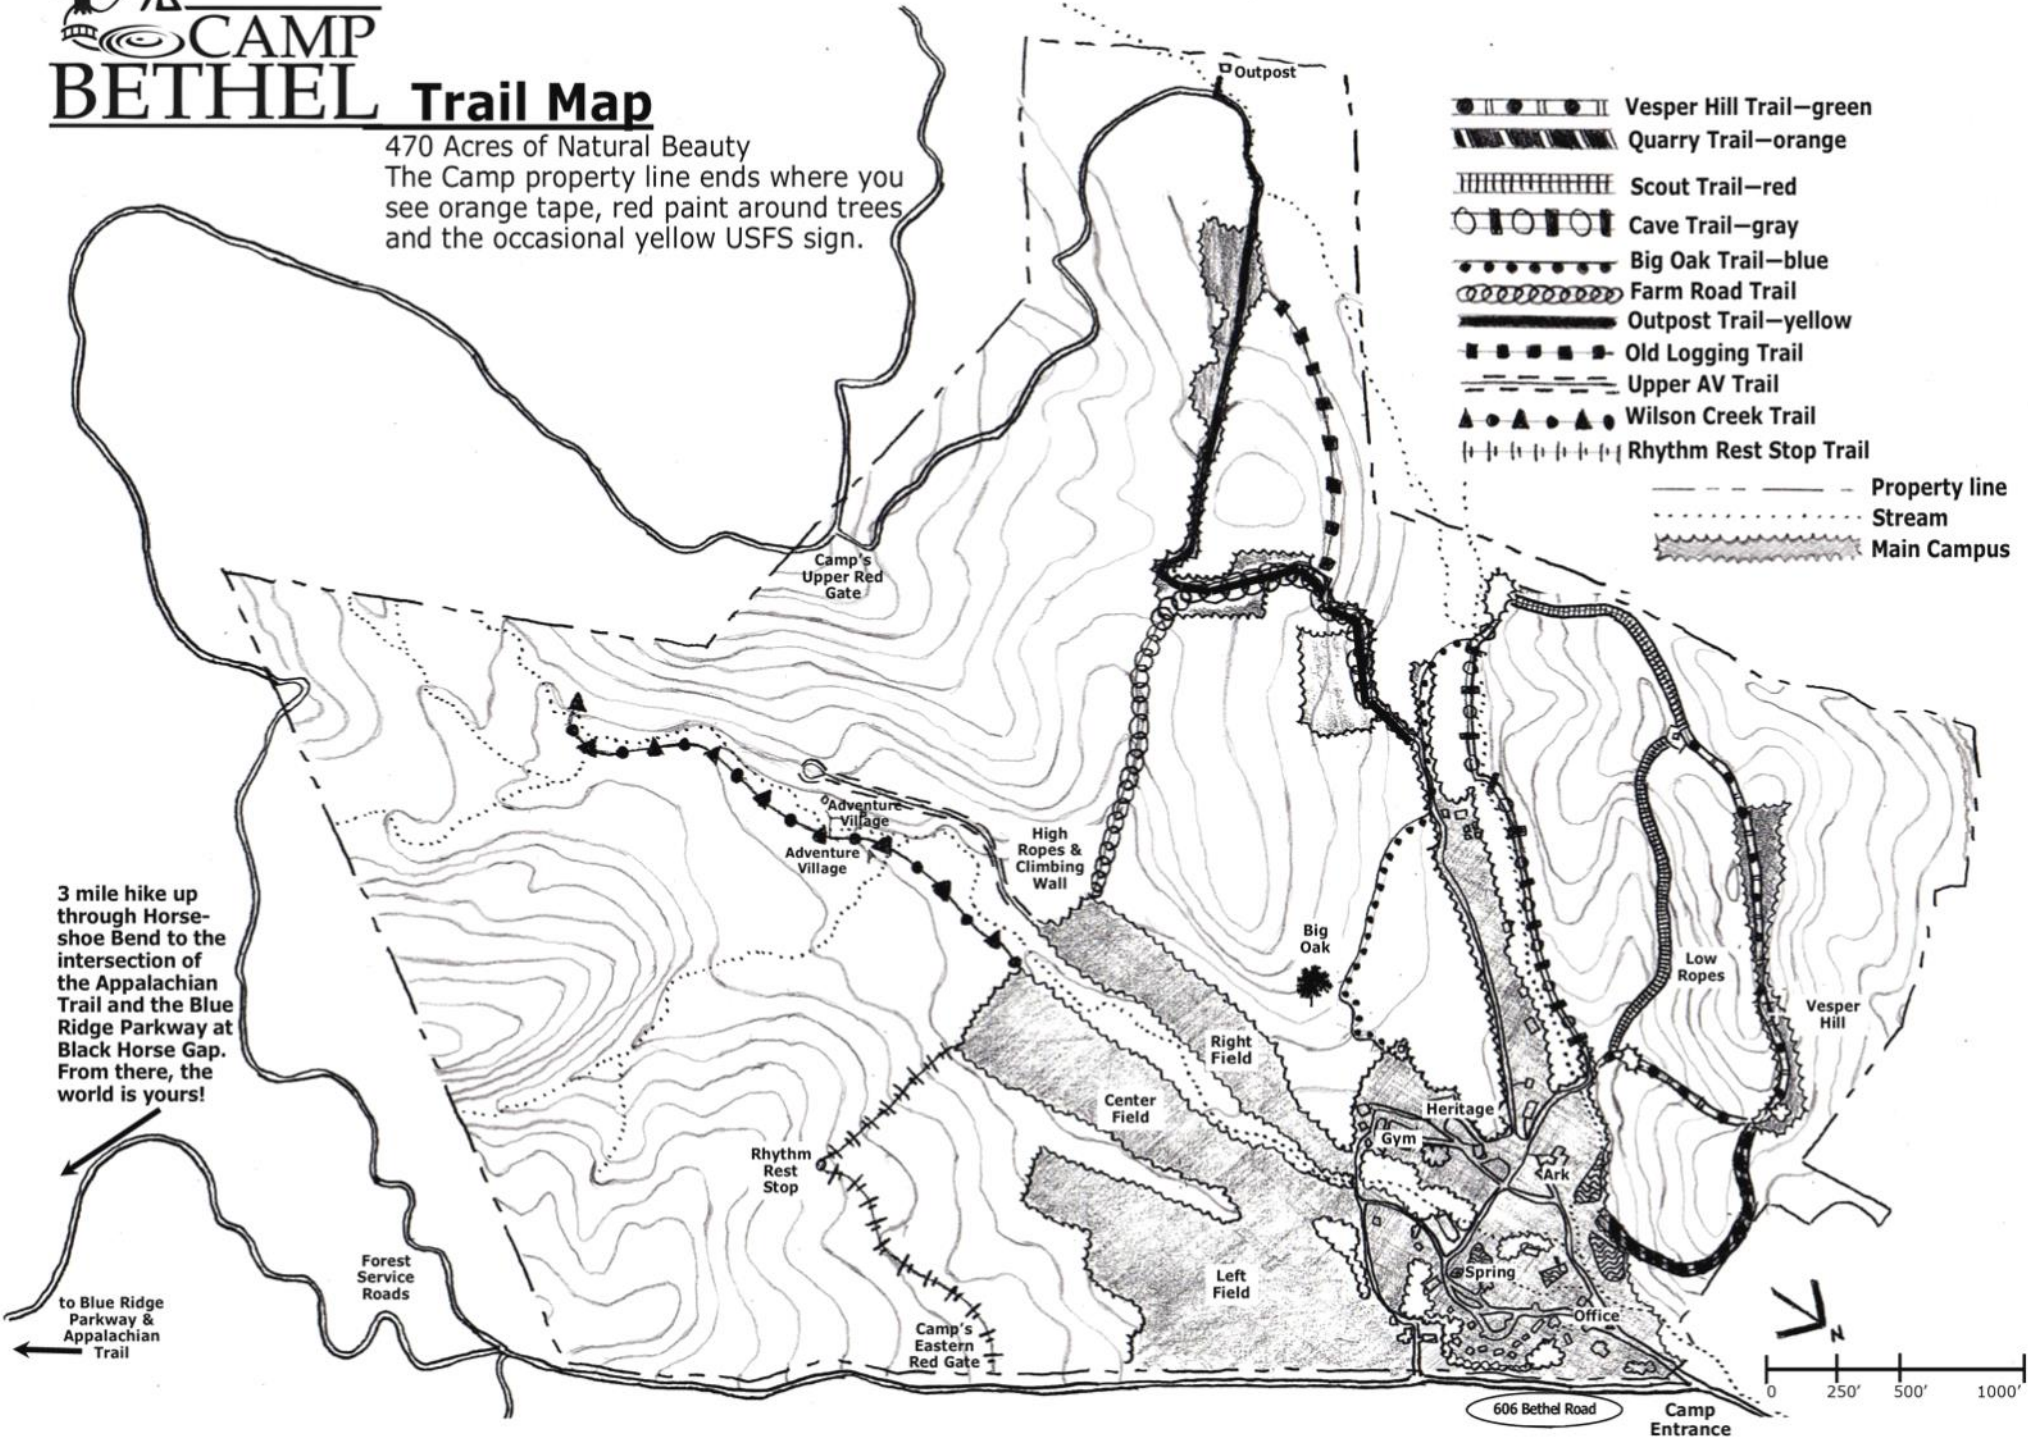 CAMP
BETHEL
Trail Map
470 Acres of Natural Beauty
The Camp property line ends where you
see orange tape, red paint around trees
and the occasional yellow USFS sign.
Outpost
Vesper Hill Trail—green
Quarry Trail—orange
Scout Trail—red
Cave Trail—gray
Big Oak Trail—blue
Farm Road Trail
Outpost Trail—yellow
Old Logging Trail
Upper AV Trail
Wilson Creek Trail
Rhythm Rest Stop Trail
Property line
Stream
Main Campus
Camp's
Upper Red
Gate
Adventure
Village
Adventure
Village
High
Ropes &
Climbing
Wall
3 mile hike up
through Horse-
shoe Bend to the
intersection of
the Appalachian
Trail and the Blue
Ridge Parkway at
Black Horse Gap.
From there, the
world is yours!
Big
Oak
Low
Ropes
Vesper
Hill
Right
Field
Center
Field
Heritage
Gym
Ark
Rhythm
Rest
Stop
Forest
Service
Roads
Left
Field
Spring
Office
to Blue Ridge
Parkway &
Appalachian
Trail
Camp's
Eastern
Red Gate
N
0 250' 500' 1000'
606 Bethel Road
Camp
Entrance